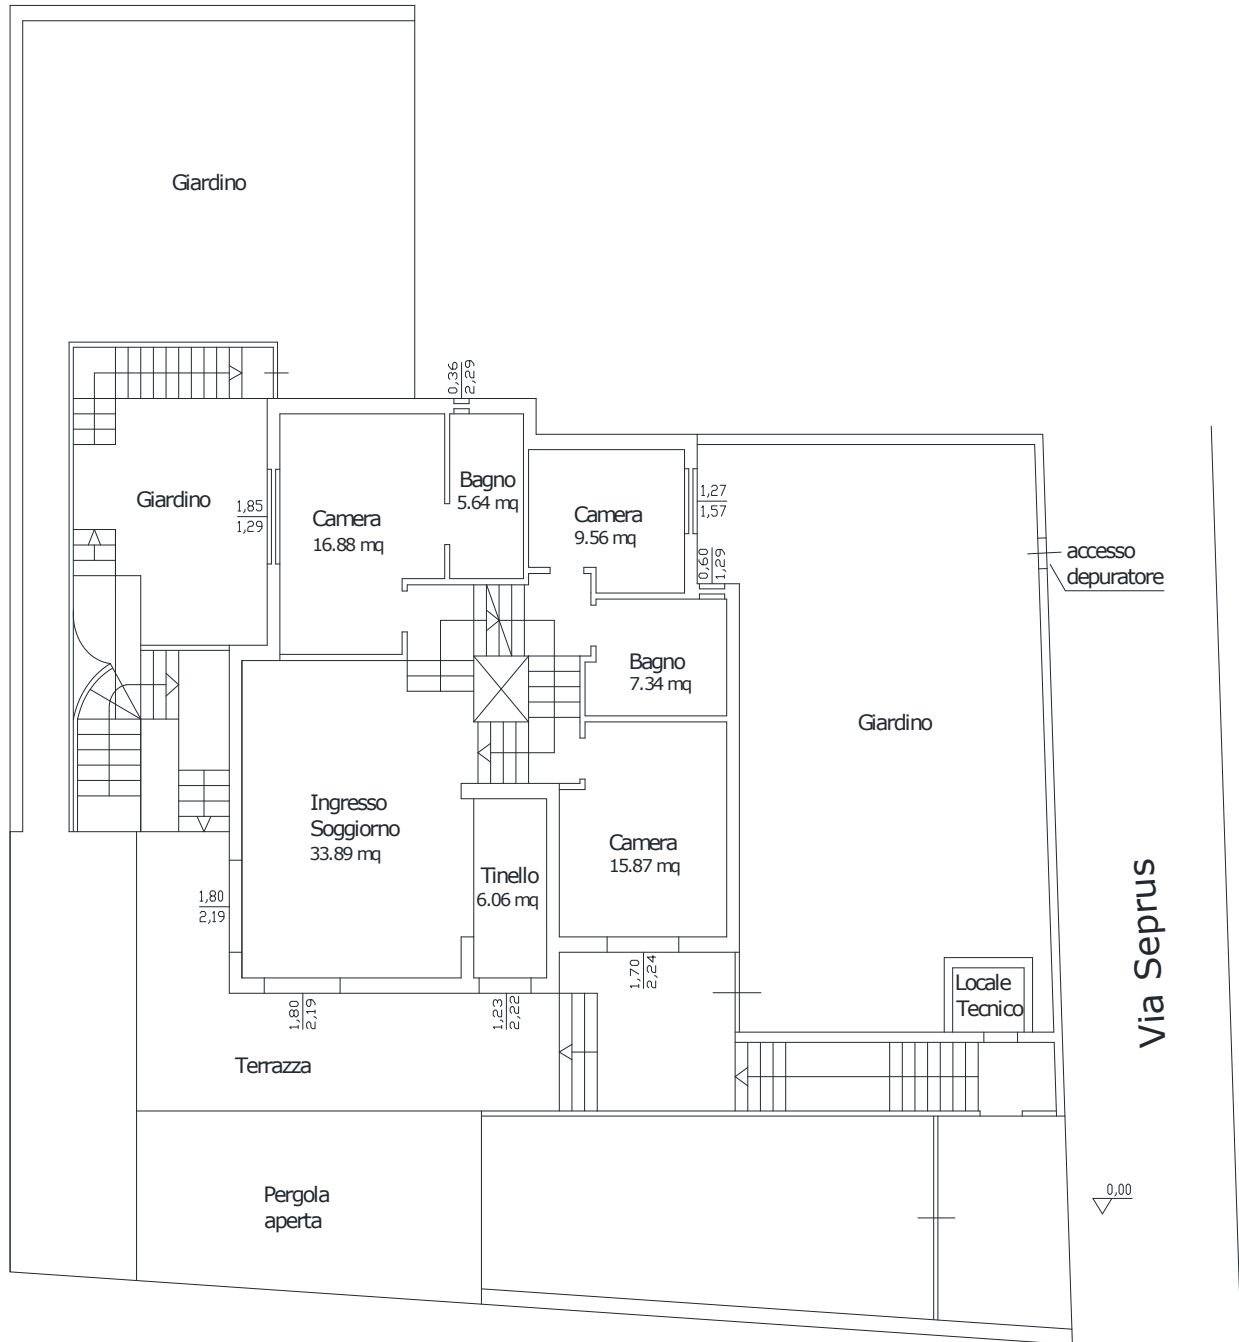 Giardino
0,36
2,29
Giardino
1,85
1,29
Camera
16.88 mq
Bagno
5.64 mq
Camera
9.56 mq
1,27
1,57
0,60
1,29
accesso
depuratore
Bagno
7.34 mq
Giardino
Ingresso
Soggiorno
33.89 mq
Camera
15.87 mq
Tinello
6.06 mq
1,80
2,19
1,80
2,19
1,23
2,22
1,70
2,24
Locale
Tecnico
Via Seprus
Terrazza
Pergola
aperta
0,00